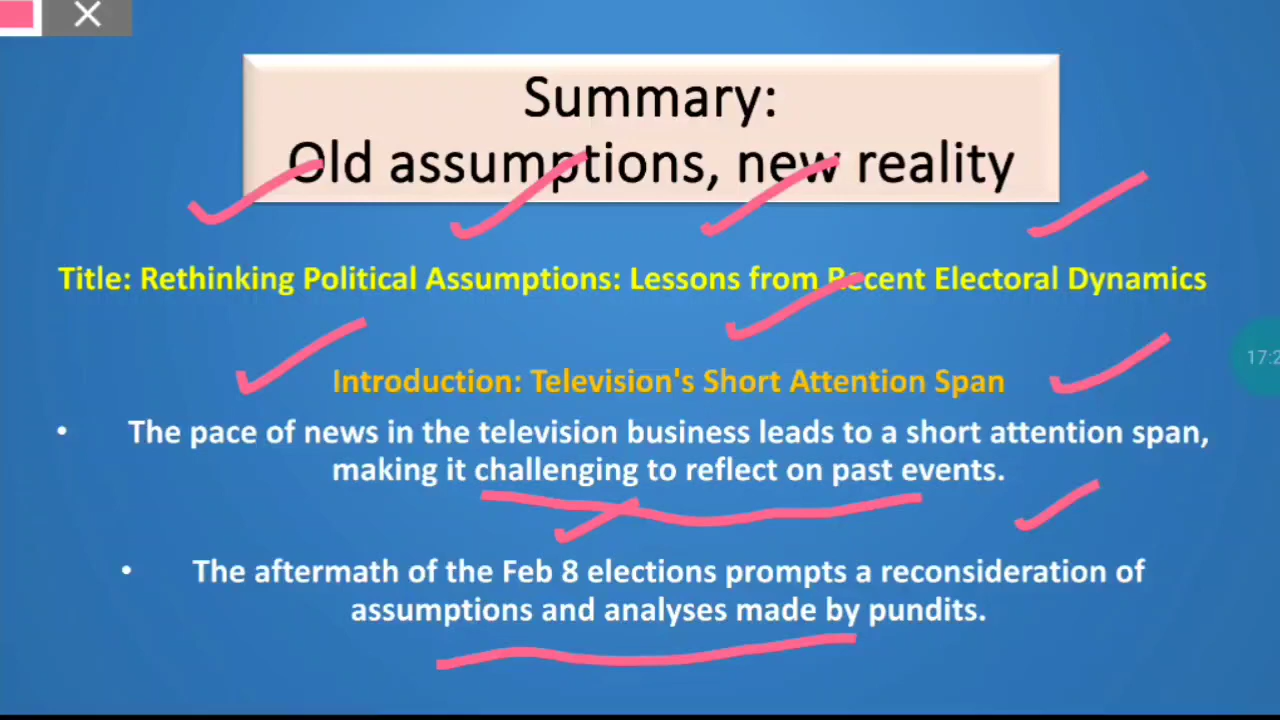 Summary:
Old assumptions, new reality
Title: Rethinking Political Assumptions: Lessons from Recent Electoral Dynamics
Introduction: Television's Short Attention Span
• The pace of news in the television business leads to a short attention span,
making it challenging to reflect on past events.
• The aftermath of the Feb 8 elections prompts a reconsideration of
assumptions and analyses made by pundits.